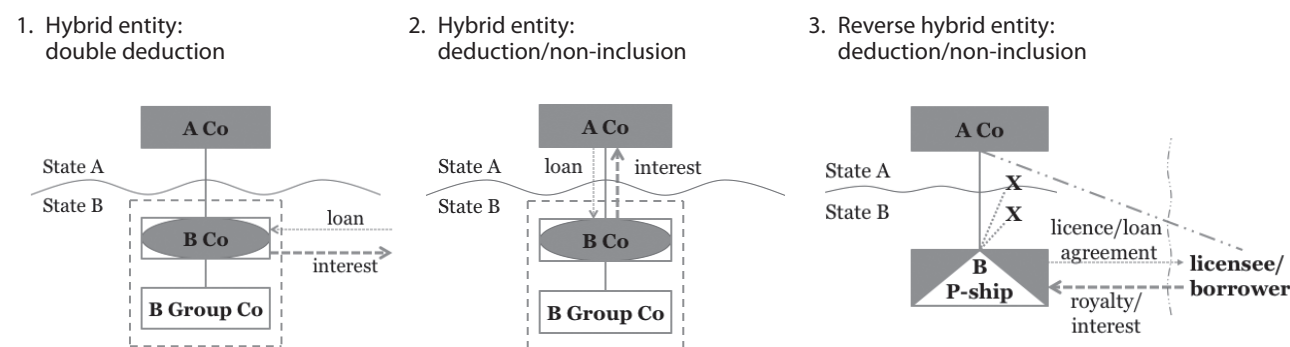 1. Hybrid entity:
double deduction
A Co
State A
State B
loan
B Co
interest
B Group Co
2. Hybrid entity:
deduction/non-inclusion
A Co
State A
loan
interest
State B
B Co
B Group Co
3. Reverse hybrid entity:
deduction/non-inclusion
A Co
State A
X
State B
X
licence/loan
agreement
B
P-ship
licensee/
borrower
royalty/
interest